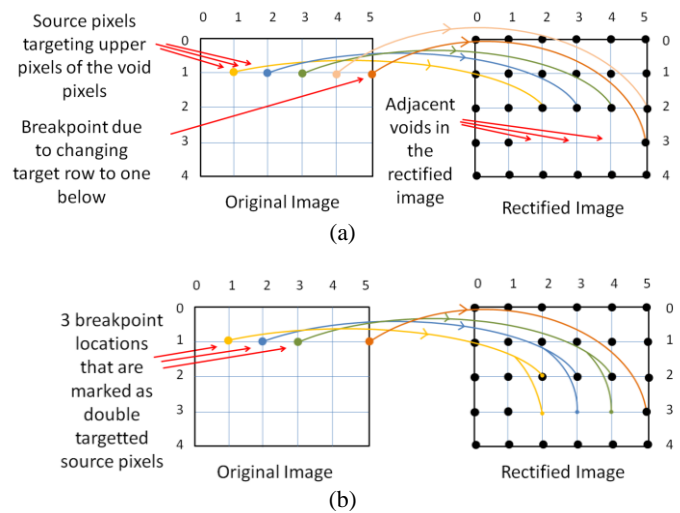 Source pixels
targeting upper
pixels of the void
pixels
Breakpoint due
to changing
target row to one
below
0 1 2 3 4 5
0
1
2
3
4
Original Image
Adjacent
voids in
the
rectified
image
0 1 2 3 4 5
0
1
2
3
4
Rectified Image
(a)
3 breakpoint
locations
that are
marked as
double
targetted
source pixels
0 1 2 3 4 5
0
1
2
3
4
Original Image
0 1 2 3 4 5
0
1
2
3
4
Rectified Image
(b)